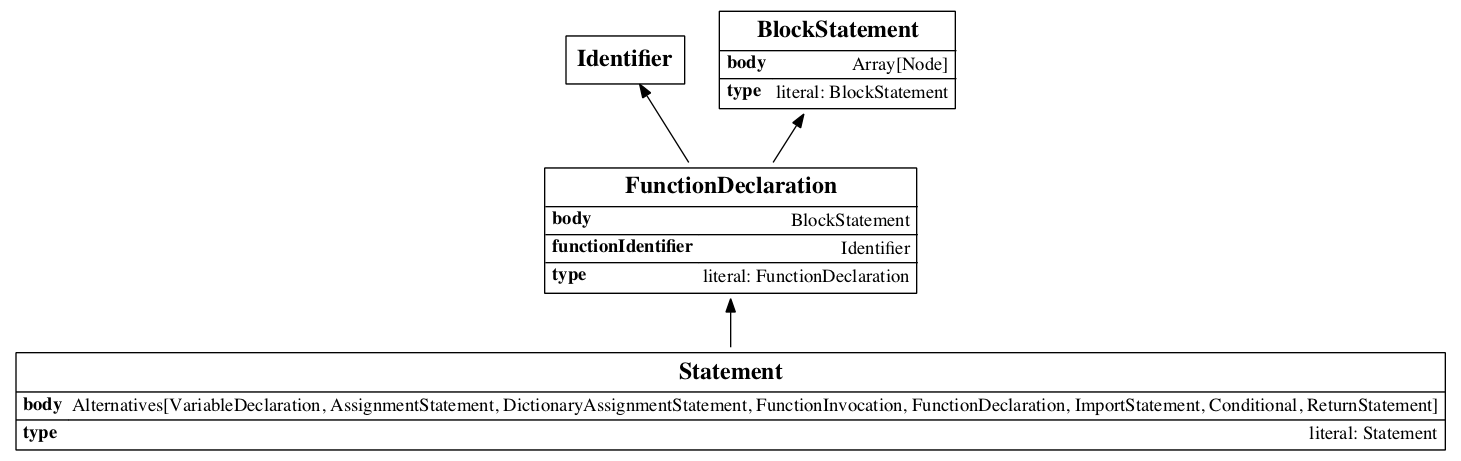 Identifier
BlockStatement
body Array[Node]
type literal: BlockStatement
FunctionDeclaration
body BlockStatement
functionIdentifier Identifier
type literal: FunctionDeclaration
Statement
body Alternatives[VariableDeclaration, AssignmentStatement, DictionaryAssignmentStatement, FunctionInvocation, FunctionDeclaration, ImportStatement, Conditional, ReturnStatement]
type literal: Statement